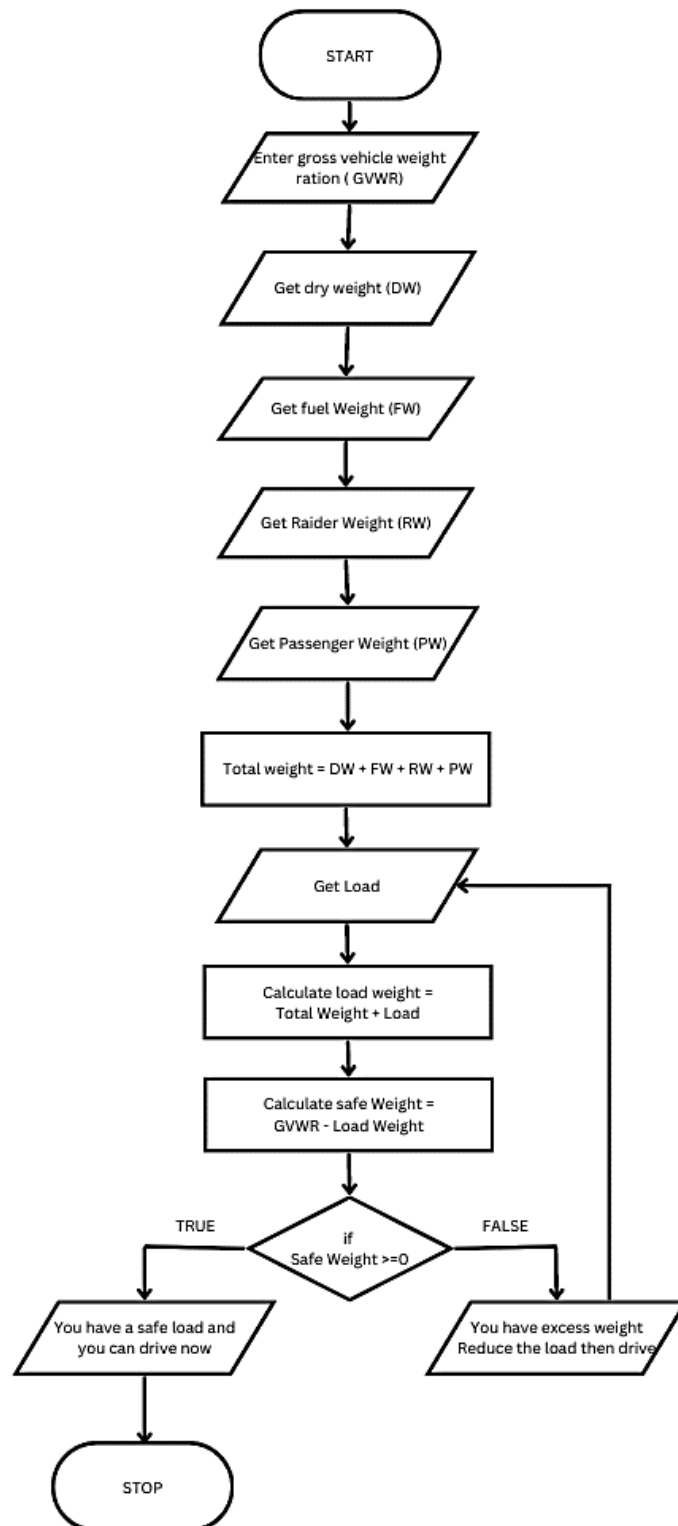 START
Enter gross vehicle weight
ration ( GVWR)
Get dry weight (DW)
Get fuel Weight (FW)
Get Raider Weight (RW)
Get Passenger Weight (PW)
Total weight = DW + FW + RW + PW
Get Load
Calculate load weight =
Total Weight + Load
Calculate safe Weight =
GVWR - Load Weight
if
Safe Weight >=0
TRUE
FALSE
You have a safe load and
you can drive now
You have excess weight
Reduce the load then drive
STOP